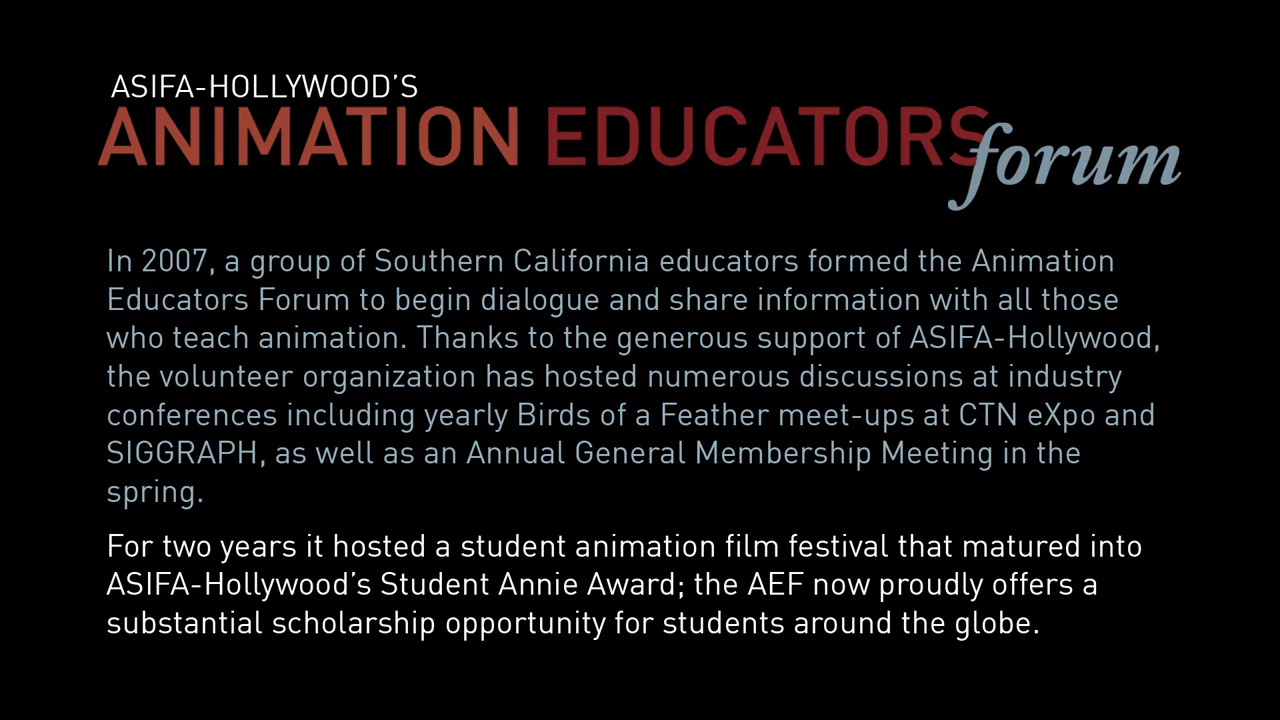 ASIFA-HOLLYWOOD’S
ANIMATION EDUCATORS forum
In 2007, a group of Southern California educators formed the Animation
Educators Forum to begin dialogue and share information with all those
who teach animation. Thanks to the generous support of ASIFA-Hollywood,
the volunteer organization has hosted numerous discussions at industry
conferences including yearly Birds of a Feather meet-ups at CTN eXpo and
SIGGRAPH, as well as an Annual General Membership Meeting in the
spring.
For two years it hosted a student animation film festival that matured into
ASIFA-Hollywood’s Student Annie Award; the AEF now proudly offers a
substantial scholarship opportunity for students around the globe.